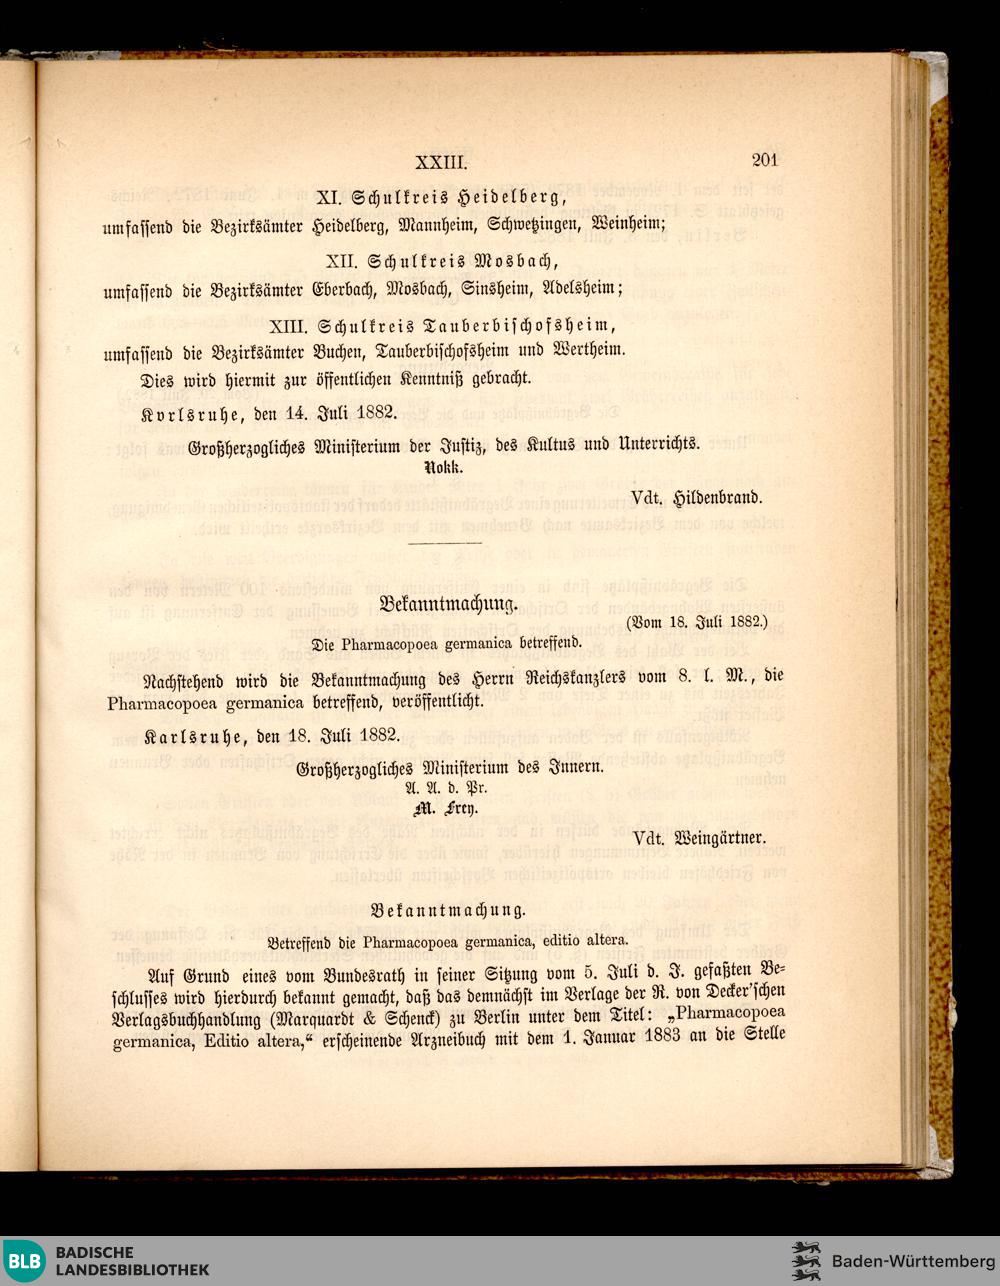 XXIII.
201
XI. Schulkreis Heidelberg,
umfassend die Bezirksämter Heidelberg, Mannheim, Schwetzingen, Weinheim;
XII. Schulkreis Mosbach,
umfassend die Bezirksämter Eberbach, Mosbach, Sinsheim, Adelsheim;
XIII. Schulkreis Tauberbischofsheim,
umfassend die Bezirksämter Buchen, Tauberbischofsheim und Wertheim.
Dies wird hiermit zur öffentlichen Kenntniß gebracht.
Korlsruhe, den 14. Juli 1882.
Großherzogliches Ministerium der Justiz, des Kultus und Unterrichts.
Nokk.
Vdt. Hildenbrand.
Bekanntmachung.
(Vom 18. Juli 1882.)
Die Pharmacopoea germanica betreffend.
Nachstehend wird die Bekanntmachung des Herrn Reichskanzlers vom 8. l. M., die
Pharmacopoea germanica betreffend, veröffentlicht.
Karlsruhe, den 18. Juli 1882.
Großherzogliches Ministerium des Innern.
A. A. d. Pr.
M. Frey.
Vdt. Weingärtner.
Bekanntmachung.
Betreffend die Pharmacopoea germanica, editio altera.
Auf Grund eines vom Bundesrath in seiner Sitzung vom 5. Juli d. J. gefaßten Be-
schlusses wird hierdurch bekannt gemacht, daß das demnächst im Verlage der R. von Decker'schen
Verlagsbuchhandlung (Marquardt & Schenck) zu Berlin unter dem Titel: „Pharmacopoea
germanica, Editio altera,“ erscheinende Arzneibuch mit dem 1. Januar 1883 an die Stelle
BLB BADISCHE
LANDESBIBLIOTHEK
Baden-Württemberg